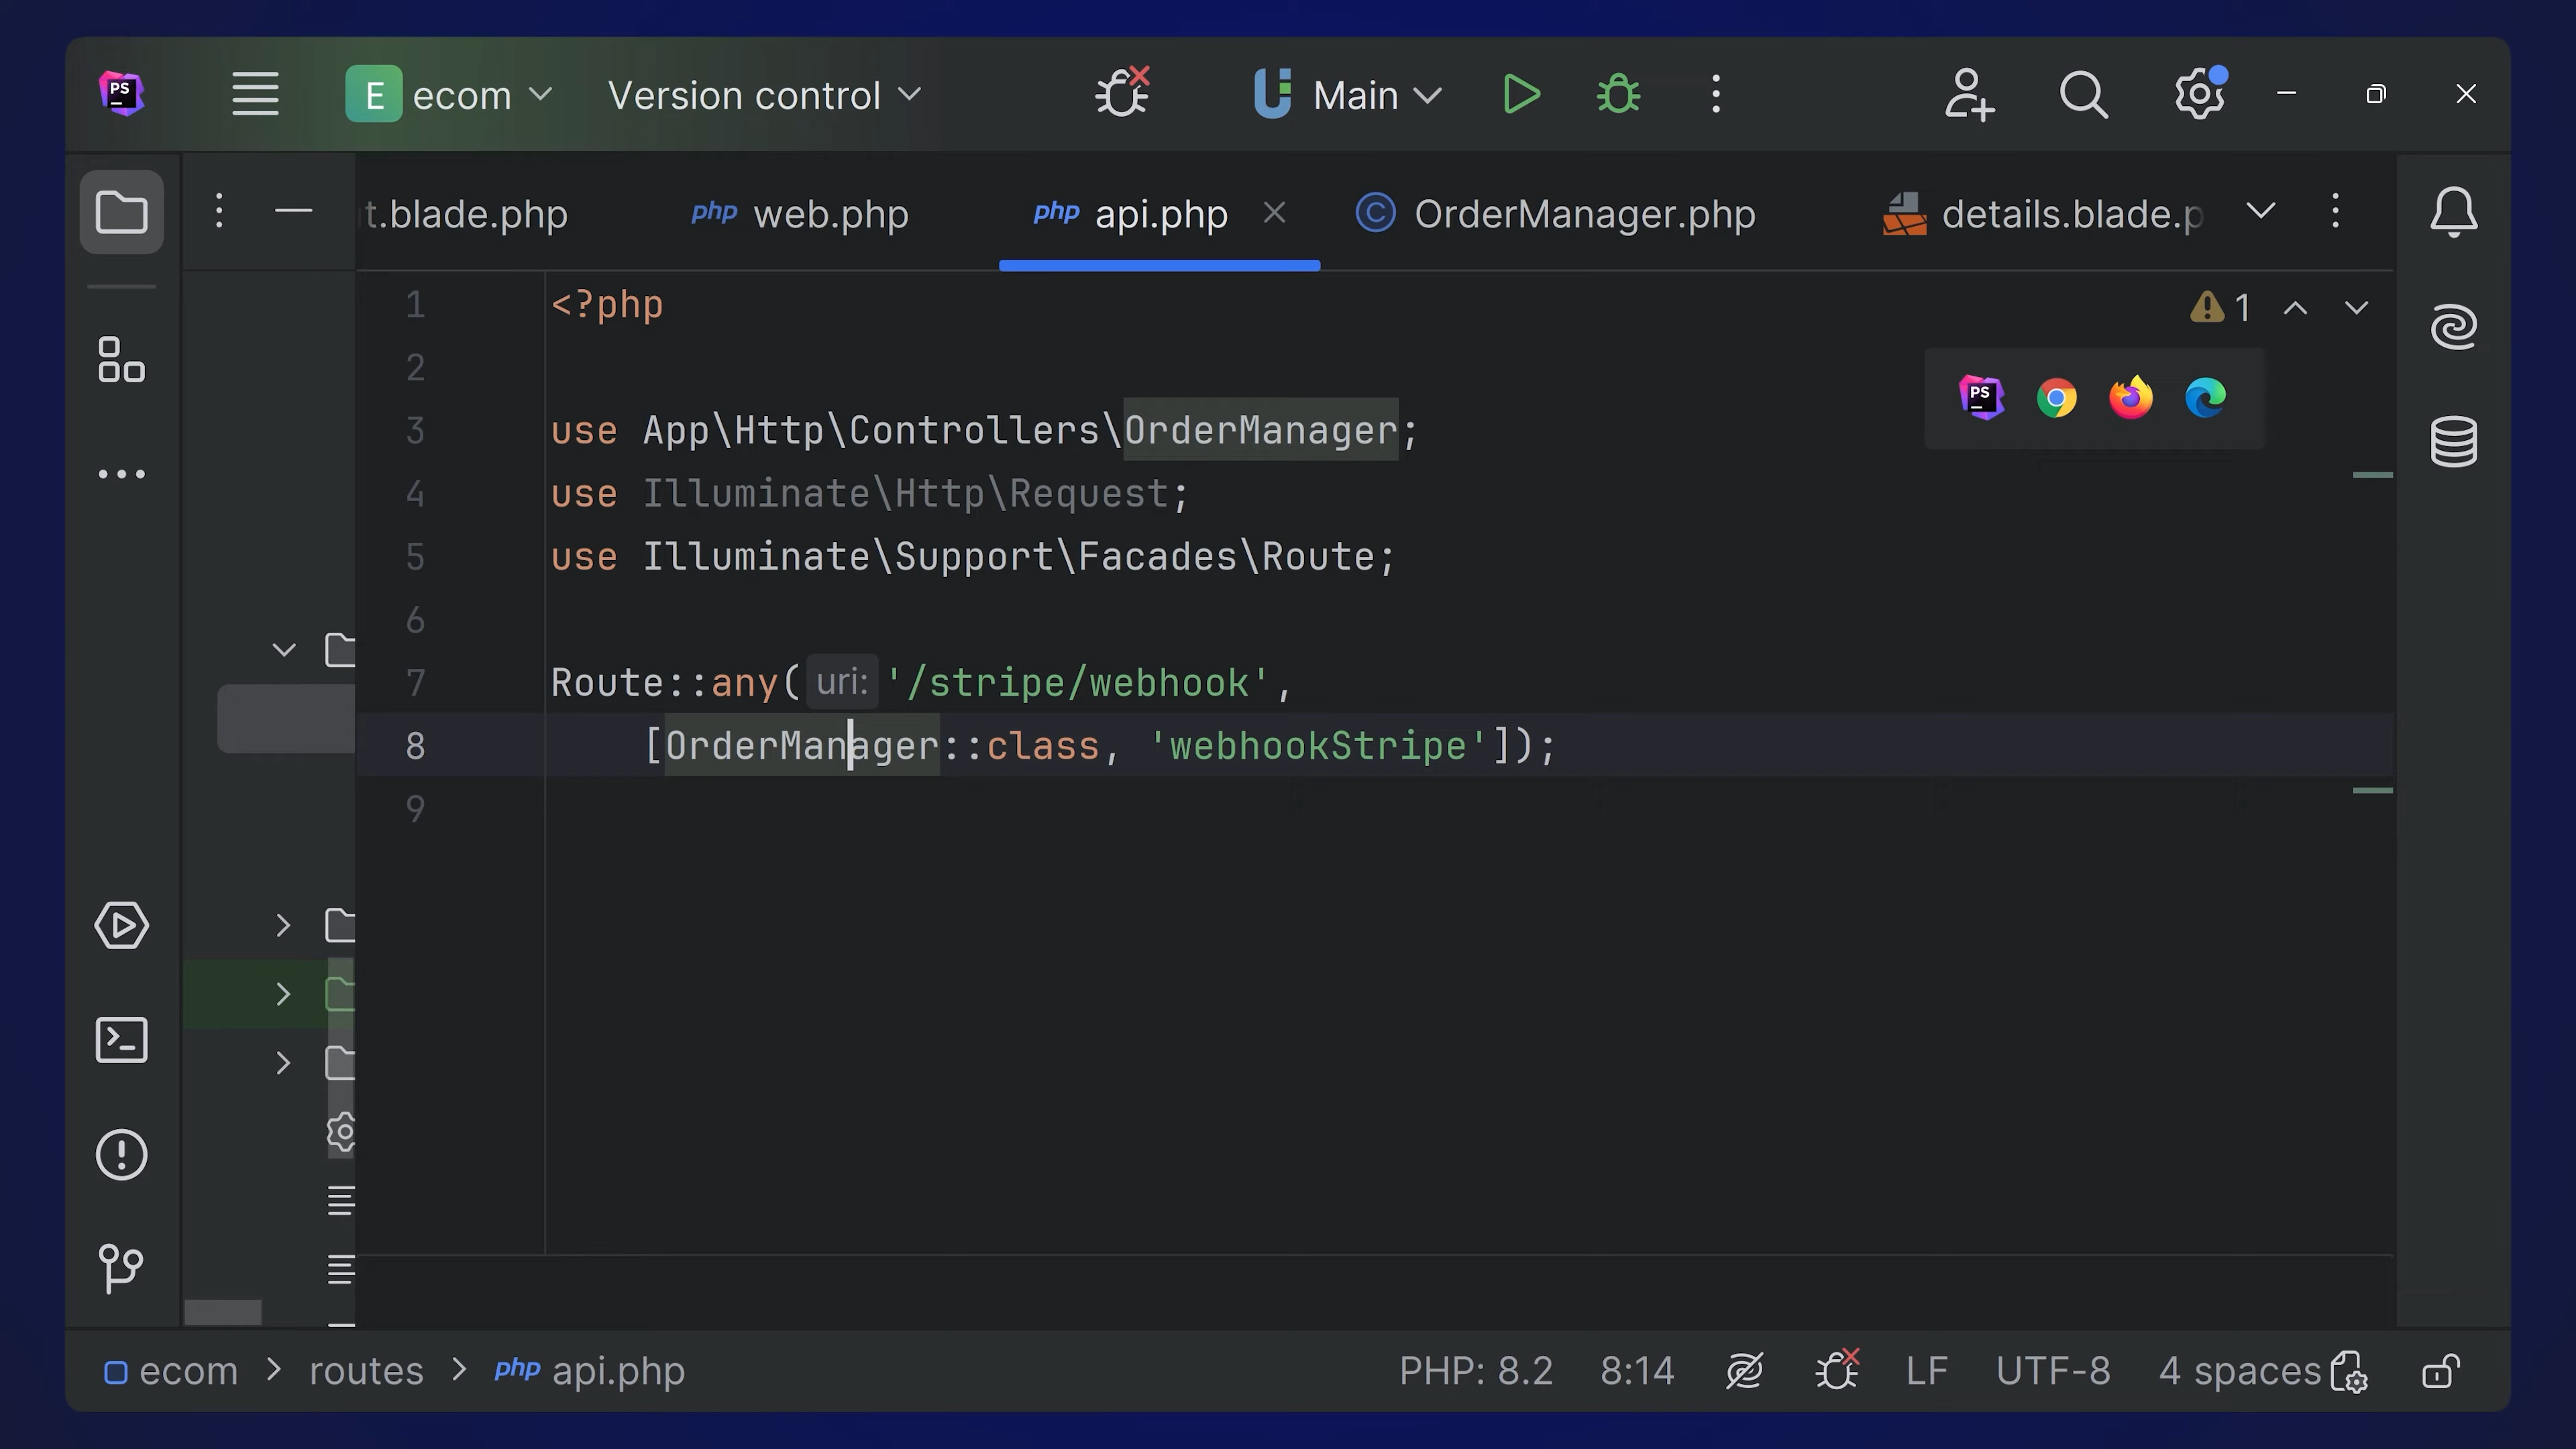 PS E ecom Version control Main
t.blade.php php web.php php api.php C OrderManager.php details.blade.p
1 <?php
1
2
3 use App\Http\Controllers\OrderManager;
PS
4 use Illuminate\Http\Request;
5 use Illuminate\Support\Facades\Route;
6
7 Route::any( uri: '/stripe/webhook',
8 [OrderManager::class, 'webhookStripe']);
9
ecom > routes > php api.php PHP: 8.2 8:14 LF UTF-8 4 spaces